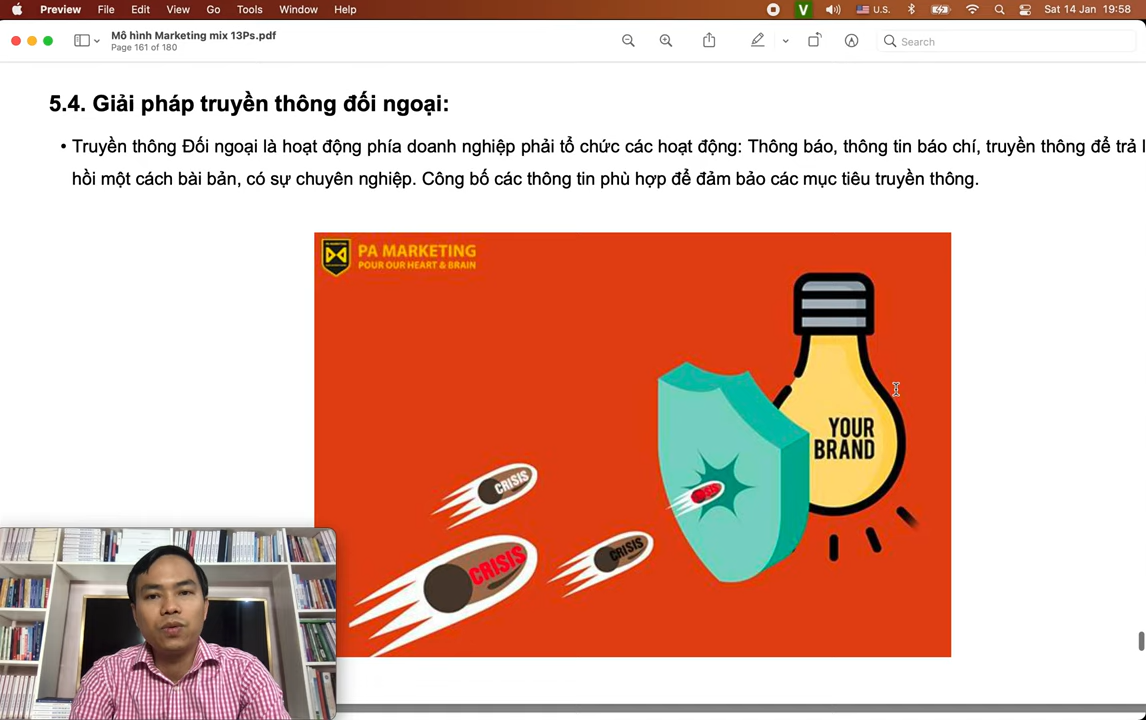 Preview File Edit View Go Tools Window Help V U.S. Sat 14 Jan 19:58
Mô hình Marketing mix 13Ps.pdf
Page 161 of 180
Search
5.4. Giải pháp truyền thông đối ngoại:
• Truyền thông Đối ngoại là hoạt động phía doanh nghiệp phải tổ chức các hoạt động: Thông báo, thông tin báo chí, truyền thông để trả l
hồi một cách bài bản, có sự chuyên nghiệp. Công bố các thông tin phù hợp để đảm bảo các mục tiêu truyền thông.
PA MARKETING
POUR OUR HEART & BRAIN
YOUR
BRAND
CRISIS
CRISIS
CRISIS